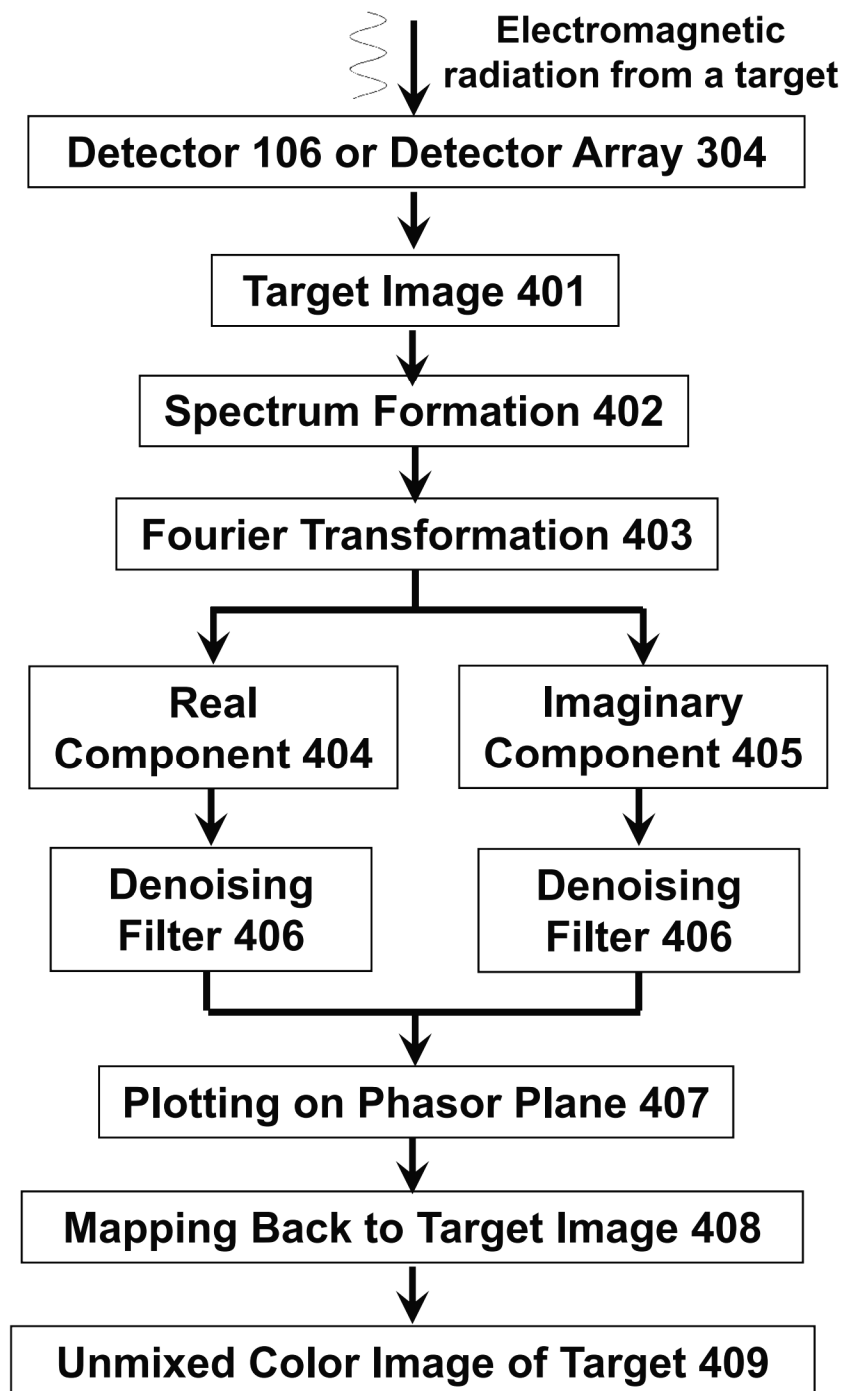 Electromagnetic
radiation from a target
Detector 106 or Detector Array 304
Target Image 401
Spectrum Formation 402
Fourier Transformation 403
Real
Component 404
Imaginary
Component 405
Denoising
Filter 406
Denoising
Filter 406
Plotting on Phasor Plane 407
Mapping Back to Target Image 408
Unmixed Color Image of Target 409